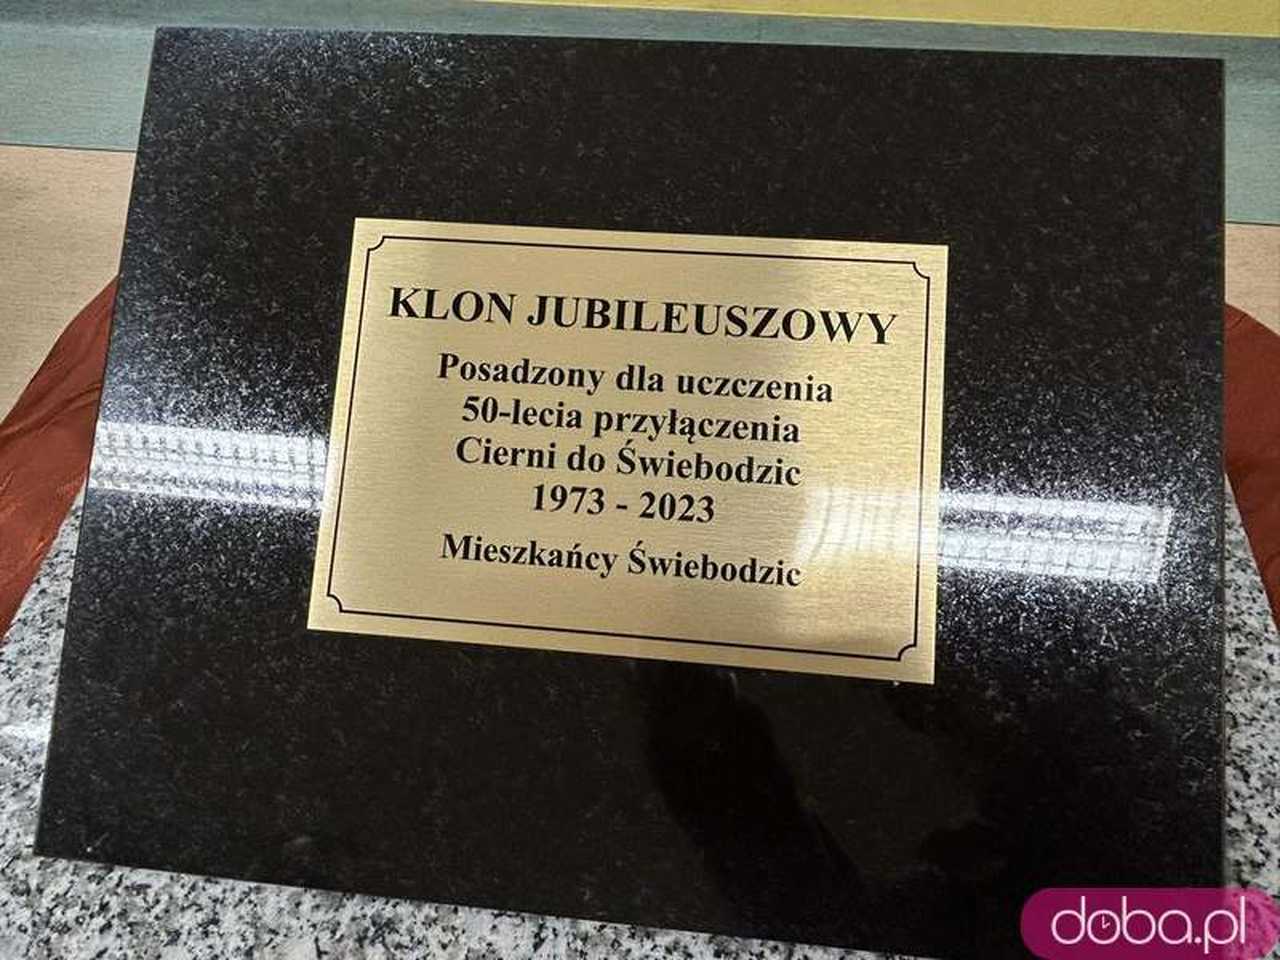 KLON JUBILEUSZOWY
Posadzony dla uczczenia
50-lecia przyłączenia
Cierni do Świebodzic
1973 - 2023
Mieszkańcy Świebodzic
doba.pl